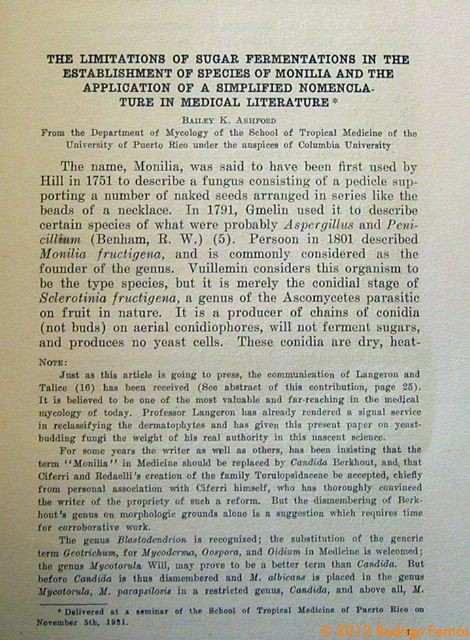 THE LIMITATIONS OF SUGAR FERMENTATIONS IN THE
ESTABLISHMENT OF SPECIES OF MONILIA AND THE
APPLICATION OF A SIMPLIFIED NOMENCLA-
TURE IN MEDICAL LITERATURE *
BAILEY K. ASHFORD
From the Department of Mycology of the School of Tropical Medicine of the
University of Puerto Rico under the auspices of Columbia University
The name, Monilia, was said to have been first used by
Hill in 1751 to describe a fungus consisting of a pedicle sup-
porting a number of naked seeds arranged in series like the
beads of a necklace. In 1791, Gmelin used it to describe
certain species of what were probably Aspergillus and Peni-
cillium (Benham, R. W.) (5). Persoon in 1801 described
Monilia fructigena, and is commonly considered as the
founder of the genus. Vuillemin considers this organism to
be the type species, but it is merely the conidial stage of
Sclerotinia fructigena, a genus of the Ascomycetes parasitic
on fruit in nature. It is a producer of chains of conidia
(not buds) on aerial conidiophores, will not ferment sugars,
and produces no yeast cells. These conidia are dry, heat-
NOTE:
Just as this article is going to press, the communication of Langeron and
Talice (16) has been received (See abstract of this contribution, page 25).
It is believed to be one of the most valuable and far-reaching in the medical
mycology of today. Professor Langeron has already rendered a signal service
in reclassifying the dermatophytes and has given this present paper on yeast-
budding fungi the weight of his real authority in this nascent science.
For some years the writer as well as others, has been insisting that the
term "Monilia" in Medicine should be replaced by Candida Berkhout, and that
Ciferri and Redaelli's creation of the family Torulopsidaceae be accepted, chiefly
from personal association with Ciferri himself, who has thoroughly convinced
the writer of the propriety of such a reform. But the dismembering of Berk-
hout's genus on morphologic grounds alone is a suggestion which requires time
for corroborative work.
The genus Blastodendrion is recognized; the substitution of the generic
term Geotrichum, for Mycoderma, Oospora, and Oidium in Medicine is welcomed;
the genus Mycotorula Will, may prove to be a better term than Candida. But
before Candida is thus dismembered and M. albicans is placed in the genus
Mycotorula, M. parapsilosis in a restricted genus, Candida, and above all, M.
* Delivered at a seminar of the School of Tropical Medicine of Puerto Rico on
November 5th, 1931.
© 2013 Rodrigo Fernós